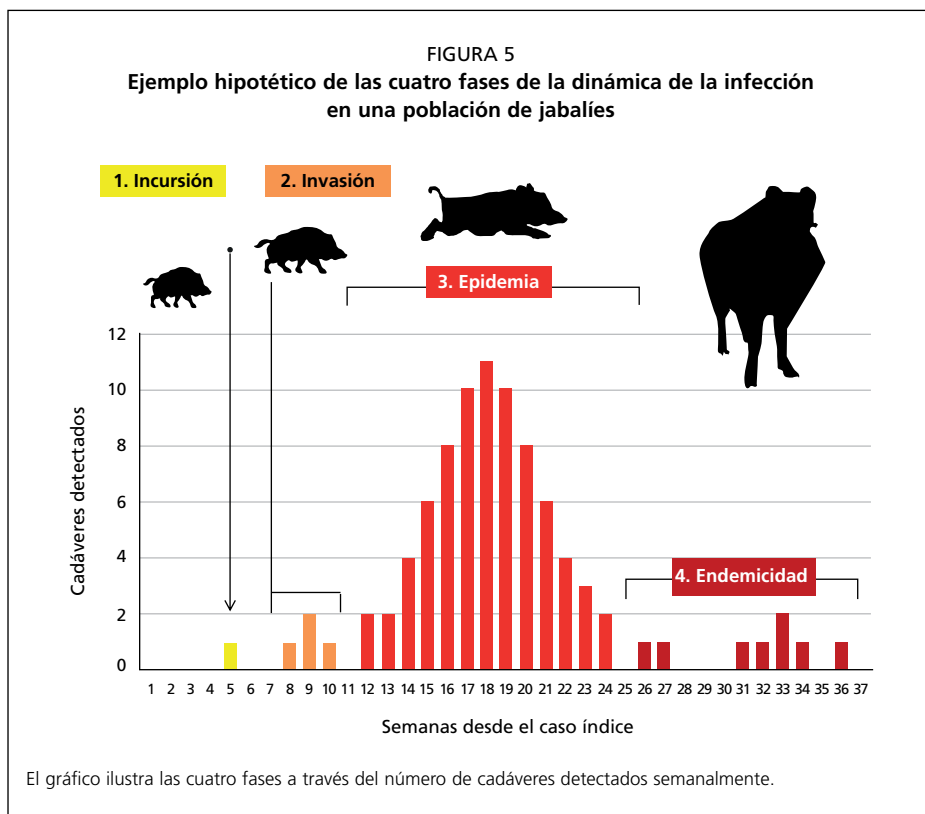 FIGURA 5
Ejemplo hipotético de las cuatro fases de la dinámica de la infección
en una población de jabalíes
1. Incursión
2. Invasión
3. Epidemia
12
10
8
6
4
2
0
Cadáveres detectados
4. Endemicidad
1 2 3 4 5 6 7 8 9 10 11 12 13 14 15 16 17 18 19 20 21 22 23 24 25 26 27 28 29 30 31 32 33 34 35 36 37
Semanas desde el caso índice
El gráfico ilustra las cuatro fases a través del número de cadáveres detectados semanalmente.